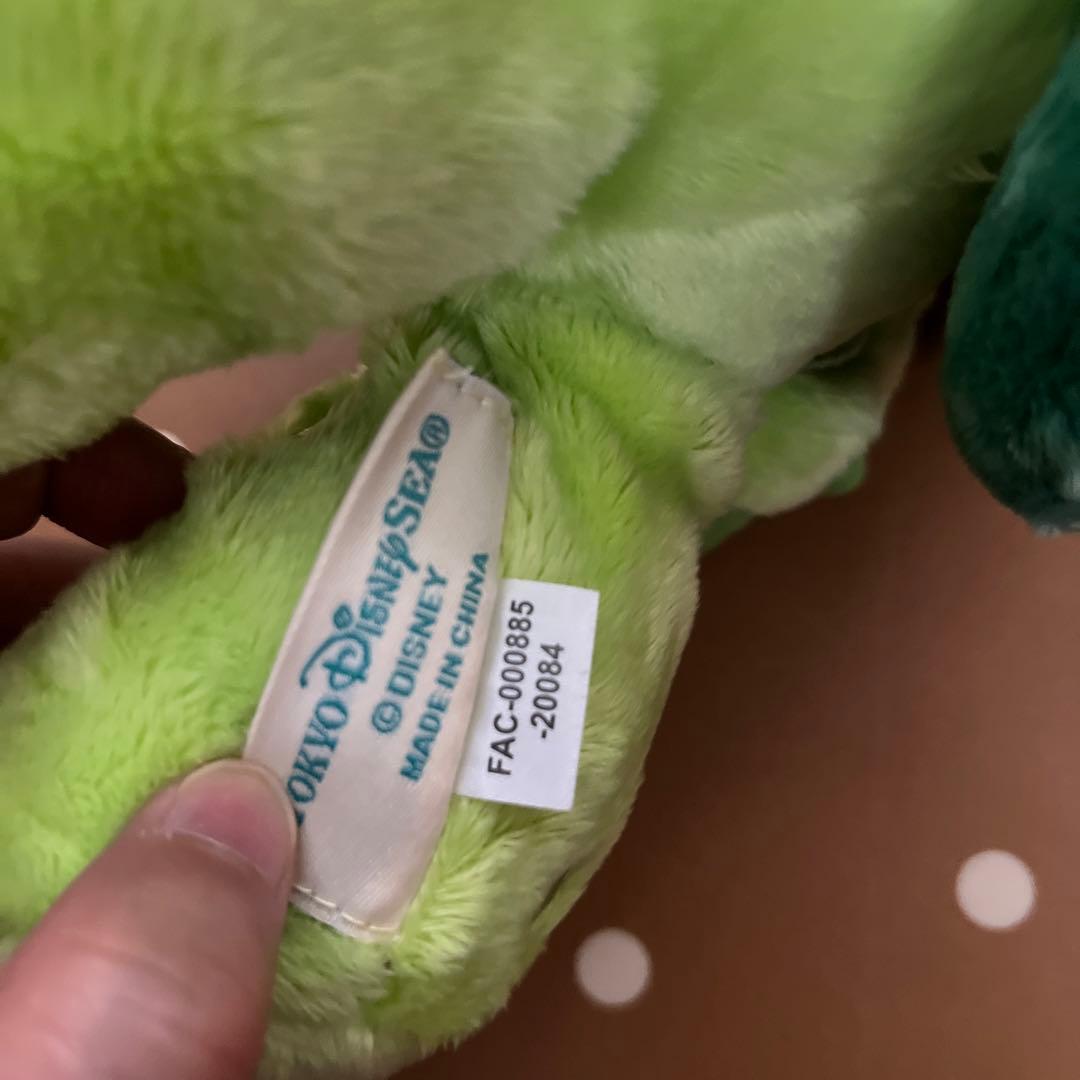 TOKYO DISNEYSEA®
© DISNEY
MADE IN CHINA
FAC-000885
-20084